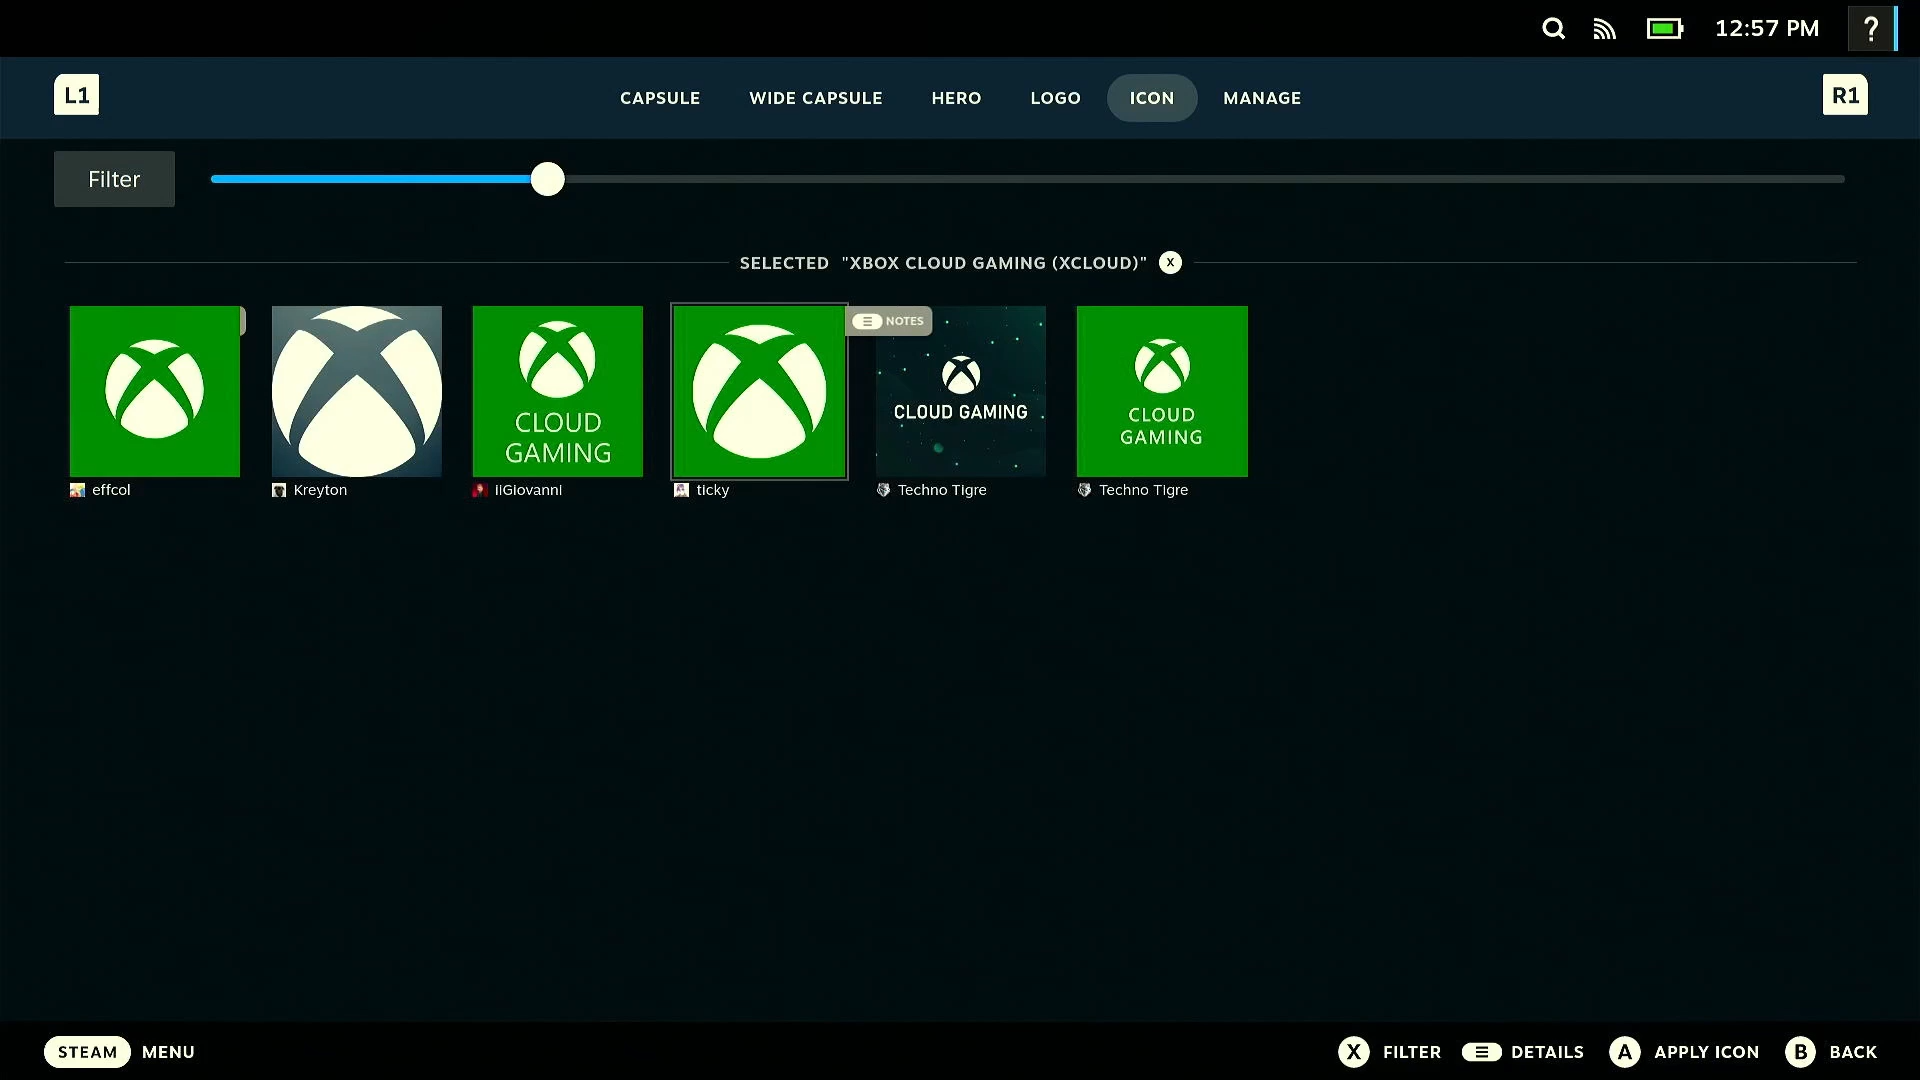 12:57 PM
?
L1
CAPSULE
WIDE CAPSULE
HERO
LOGO
ICON
MANAGE
R1
Filter
SELECTED "XBOX CLOUD GAMING (XCLOUD)" X
CLOUD
GAMING
NOTES
CLOUD GAMING
CLOUD
GAMING
effcol
Kreyton
iiGiovanni
ticky
Techno Tigre
Techno Tigre
STEAM MENU
X FILTER
DETAILS
A APPLY ICON
B BACK